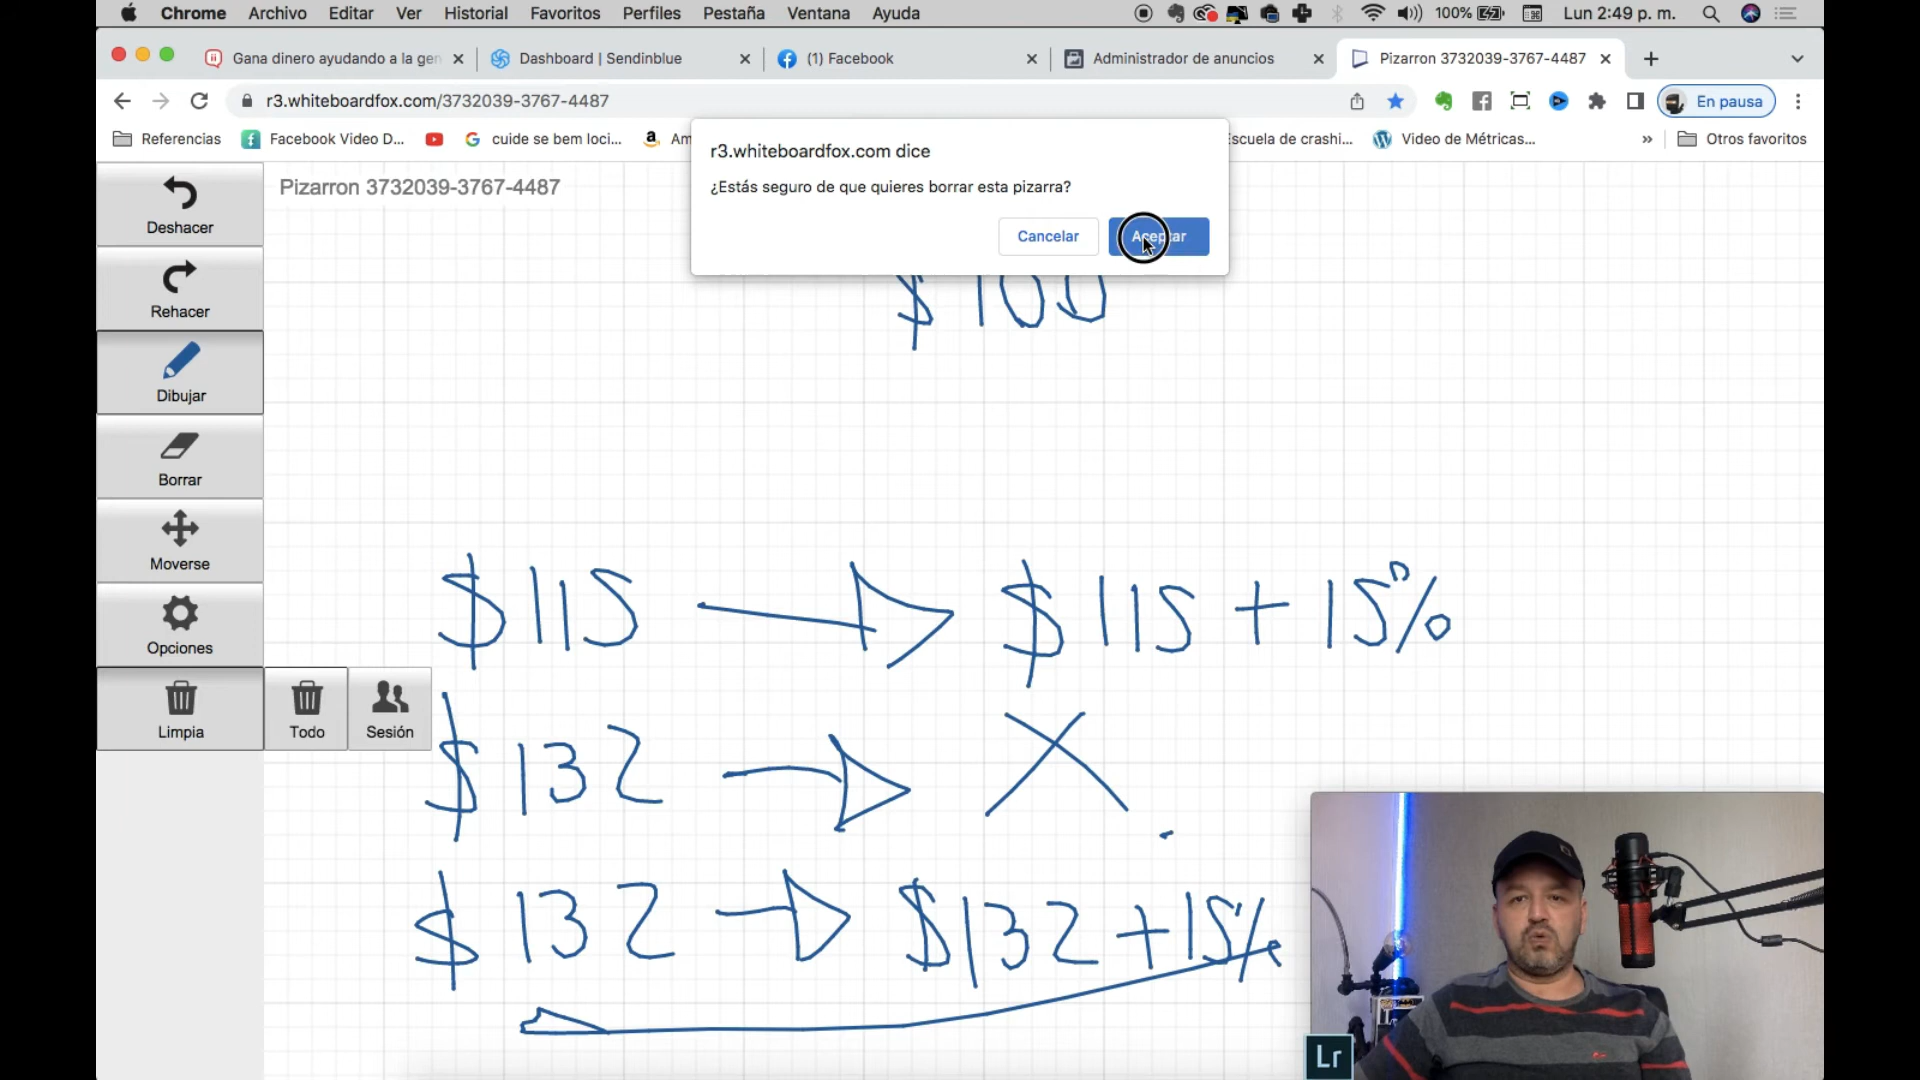 Chrome Archivo Editar Ver Historial Favoritos Perfiles Pestaña Ventana Ayuda 100% Lun 2:49 p. m.
Gana dinero ayudando a la gen Dashboard | Sendinblue (1) Facebook Administrador de anuncios Pizarron 3732039-3767-4487
r3.whiteboardfox.com/3732039-3767-4487 En pausa
Referencias Facebook Video D... cuide se bem loci... Am Escuela de crashi... Video de Métricas... » Otros favoritos
r3.whiteboardfox.com dice
¿Estás seguro de que quieres borrar esta pizarra?
Cancelar Aceptar
Pizarron 3732039-3767-4487
Deshacer
Rehacer
Dibujar
Borrar
Moverse
Opciones
Limpia Todo Sesión
$100
$115 $115 + 15%
$132 X
$132 $132 + 15%
Lr